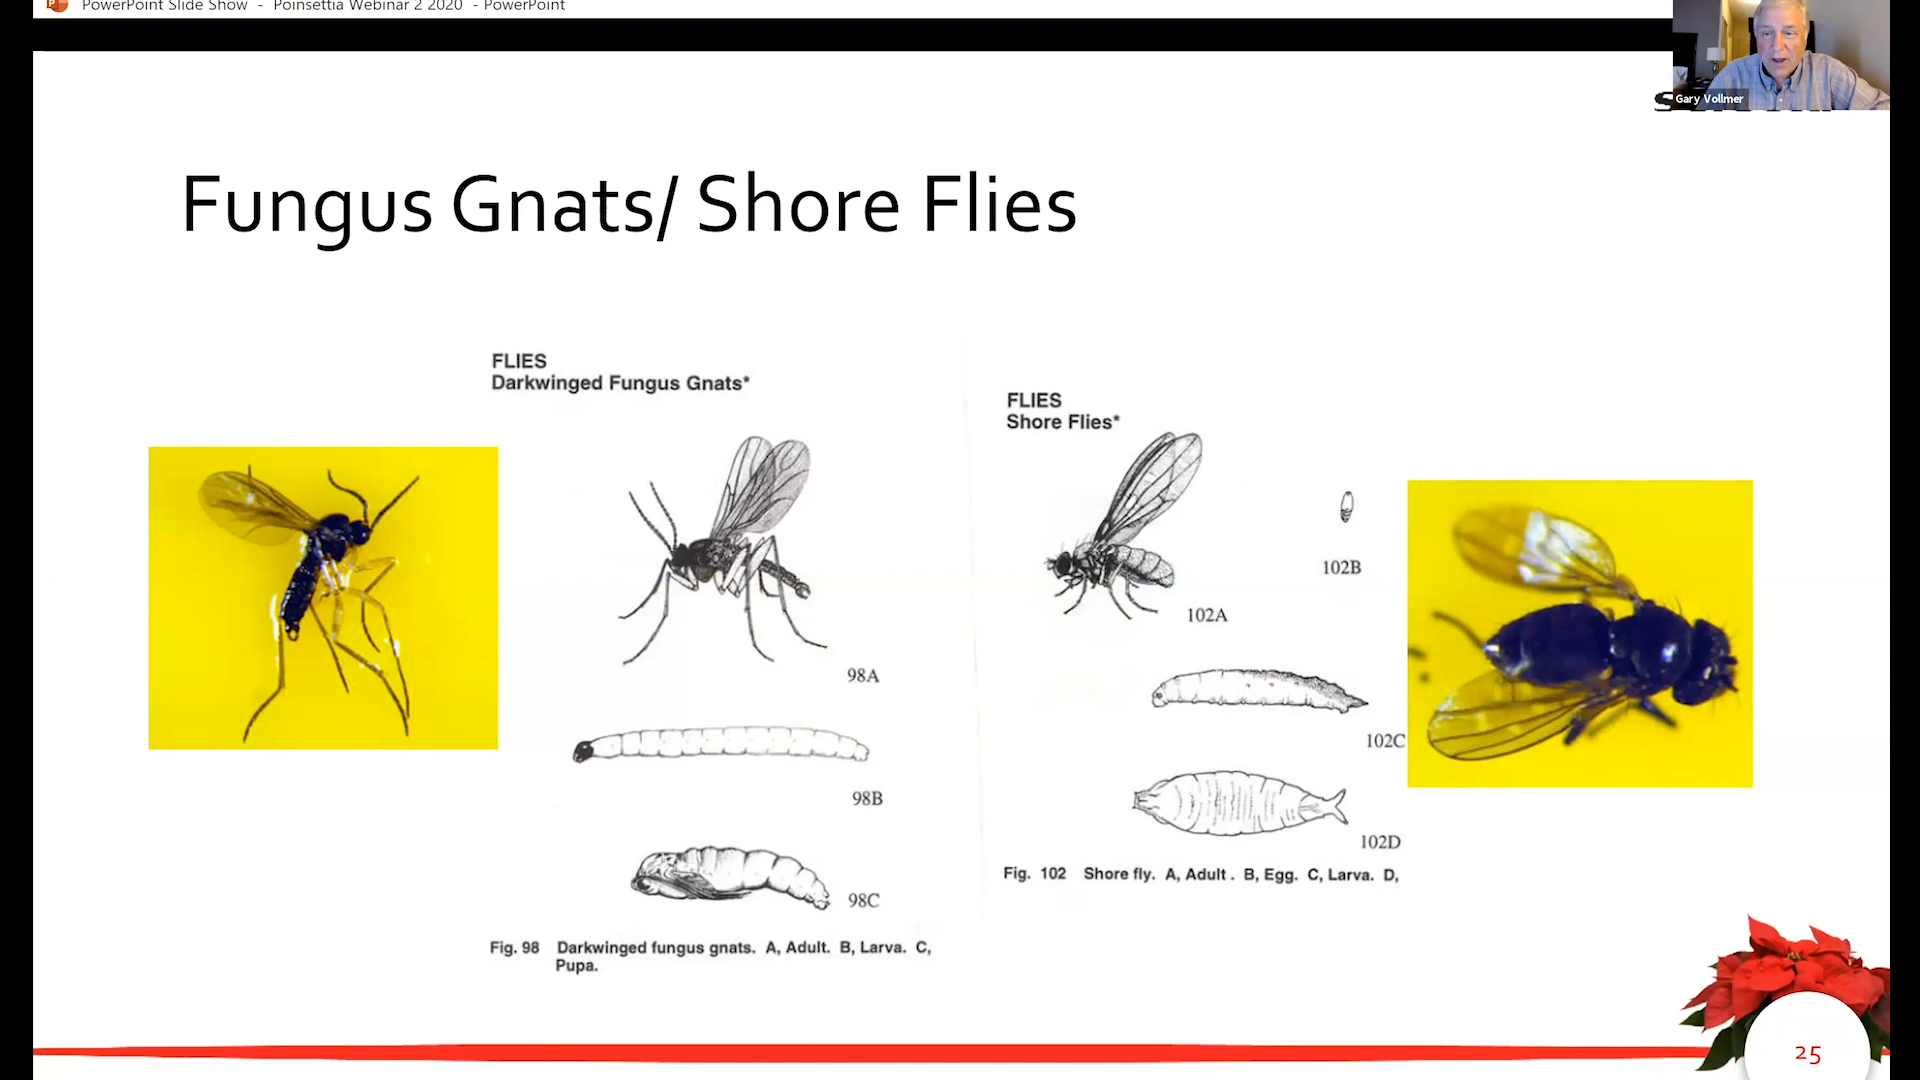 PowerPoint Slide Show - Poinsettia Webinar 2 2020 - PowerPoint
Gary Vollmer
Fungus Gnats/ Shore Flies
FLIES
Darkwinged Fungus Gnats*
98A
98B
98C
Fig. 98 Darkwinged fungus gnats. A, Adult. B, Larva. C,
Pupa.
FLIES
Shore Flies*
102B
102A
102C
102D
Fig. 102 Shore fly. A, Adult . B, Egg. C, Larva. D,
25